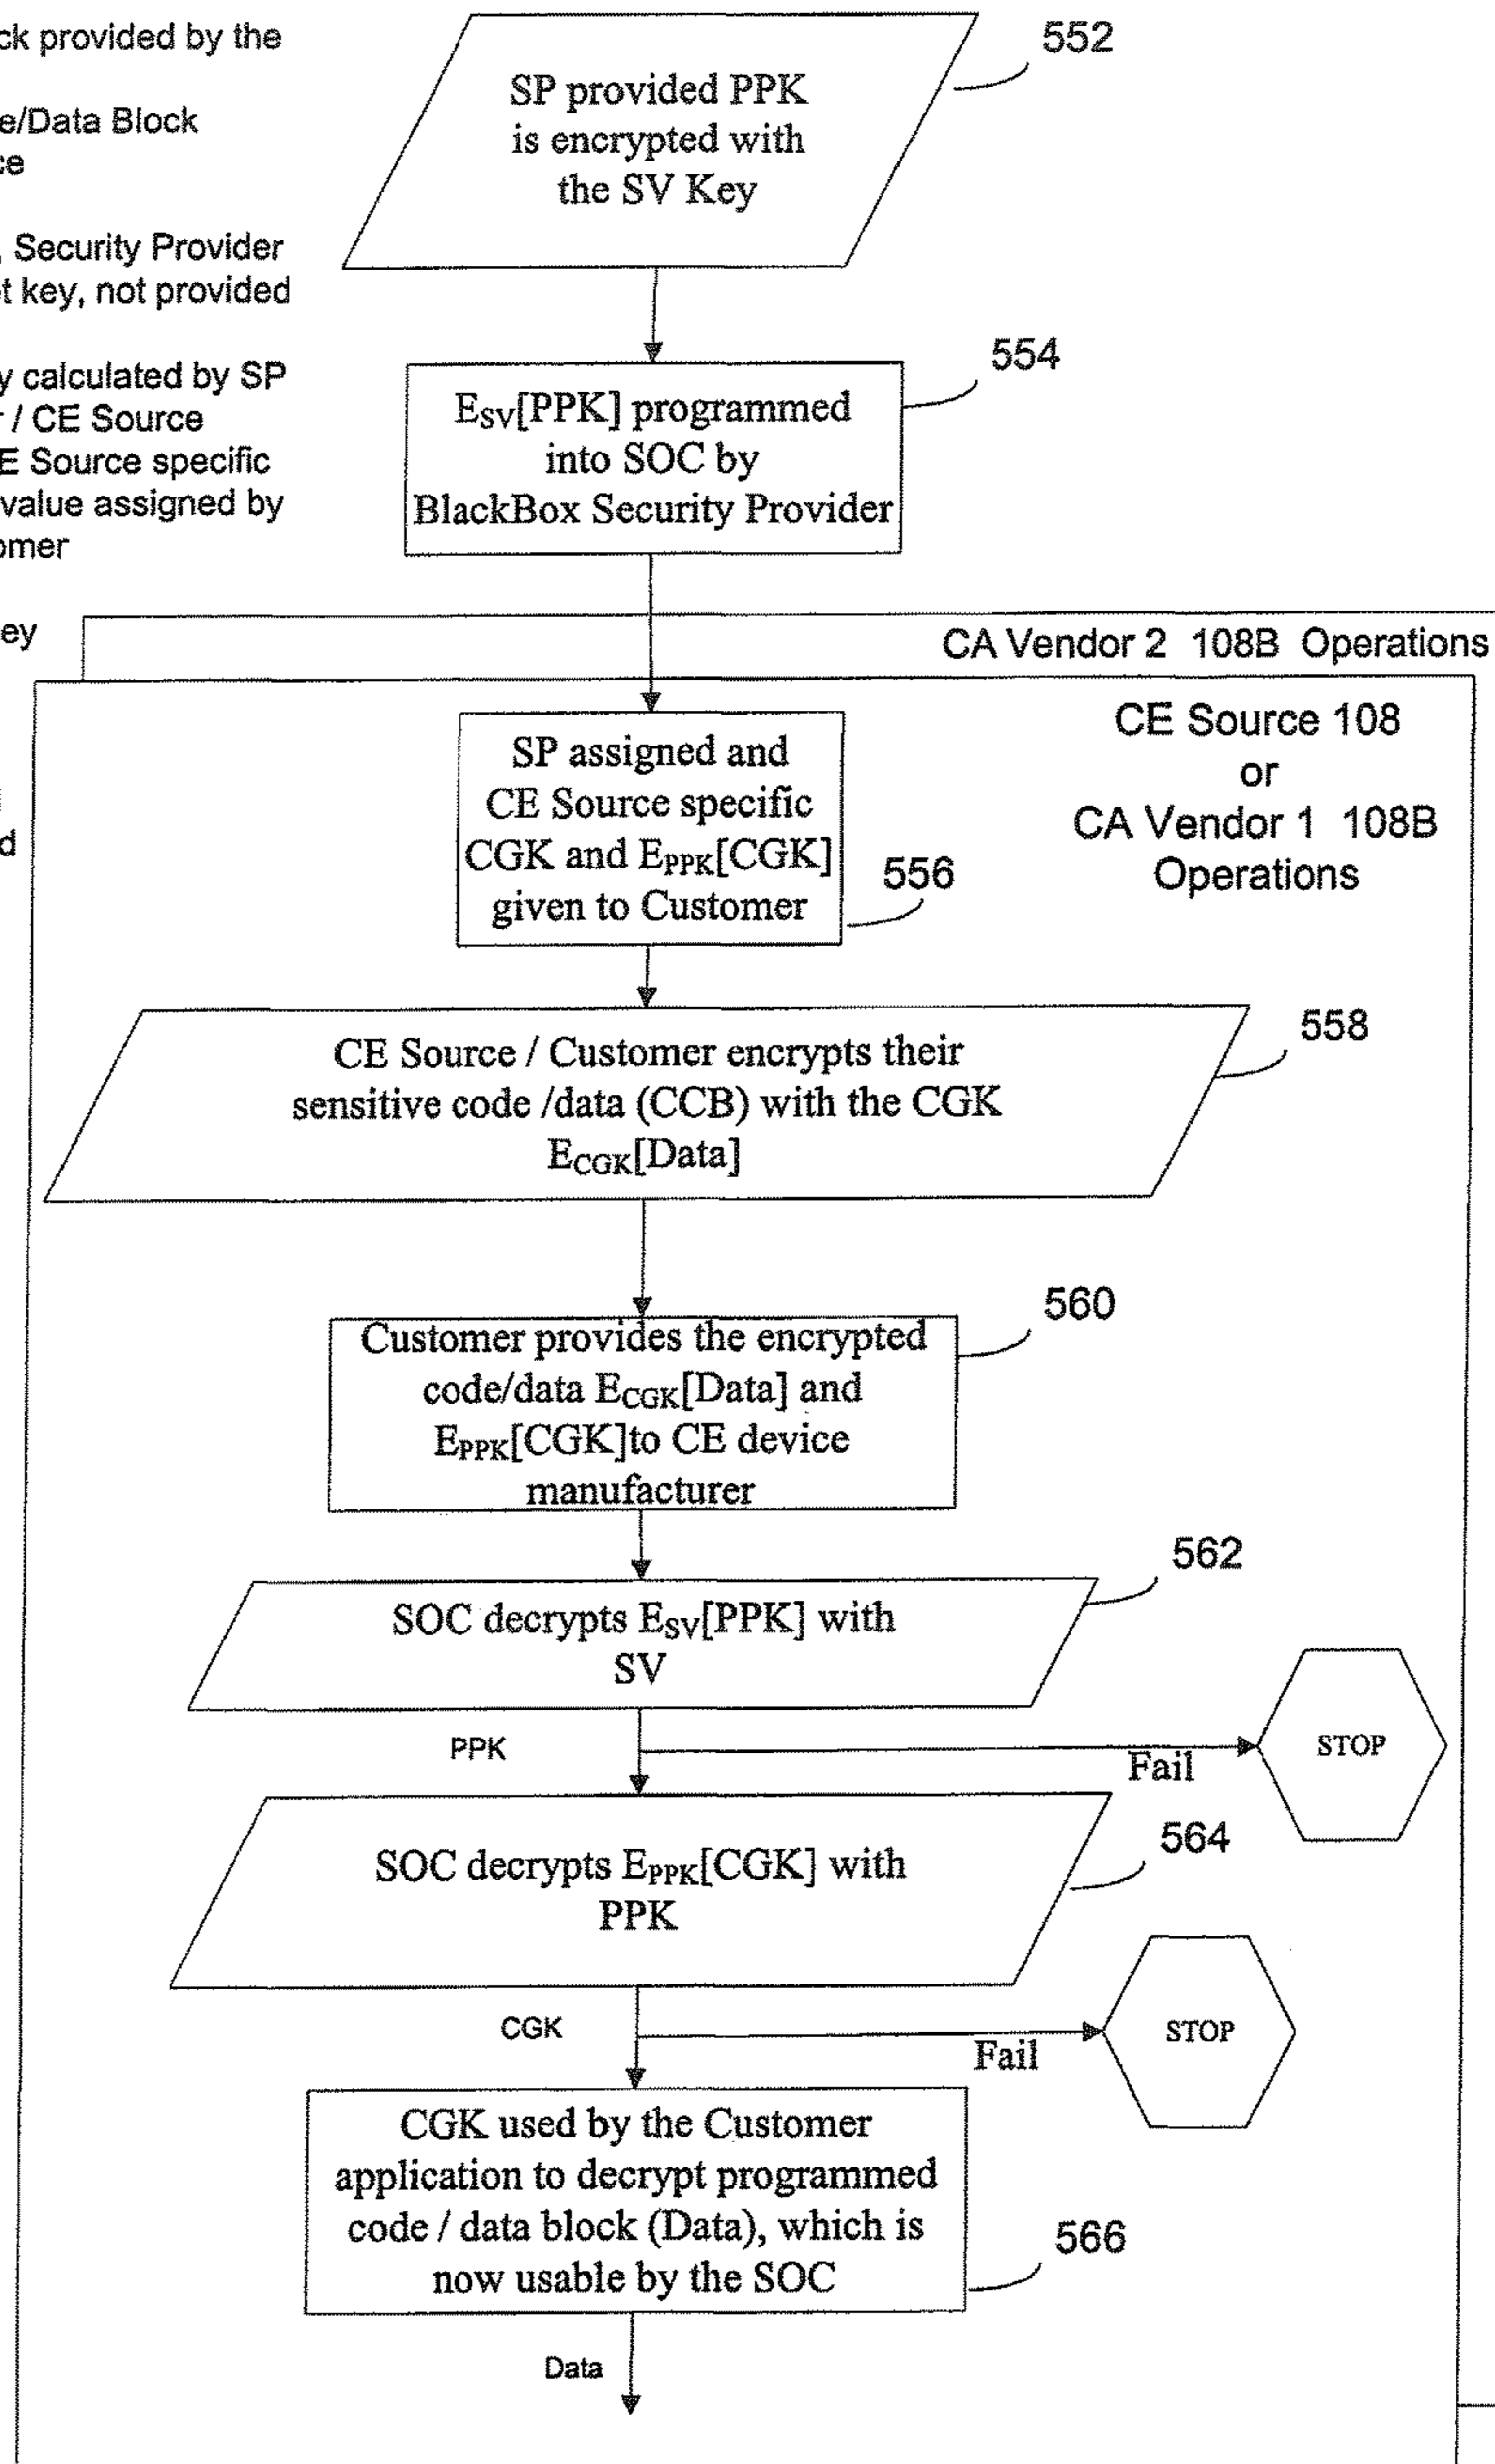 ck provided by the
e/Data Block
ce
, Security Provider
t key, not provided
y calculated by SP
r / CE Source
E Source specific
value assigned by
omer
ey
d
SP provided PPK
is encrypted with
the SV Key
552
E_SV[PPK] programmed
into SOC by
BlackBox Security Provider
554
CA Vendor 2 108B Operations
CE Source 108
or
CA Vendor 1 108B
Operations
SP assigned and
CE Source specific
CGK and E_PPK[CGK]
given to Customer
556
CE Source / Customer encrypts their
sensitive code /data (CCB) with the CGK
E_CGK[Data]
558
Customer provides the encrypted
code/data E_CGK[Data] and
E_PPK[CGK]to CE device
manufacturer
560
SOC decrypts E_SV[PPK] with
SV
562
PPK
Fail
STOP
SOC decrypts E_PPK[CGK] with
PPK
564
CGK
Fail
STOP
CGK used by the Customer
application to decrypt programmed
code / data block (Data), which is
now usable by the SOC
566
Data